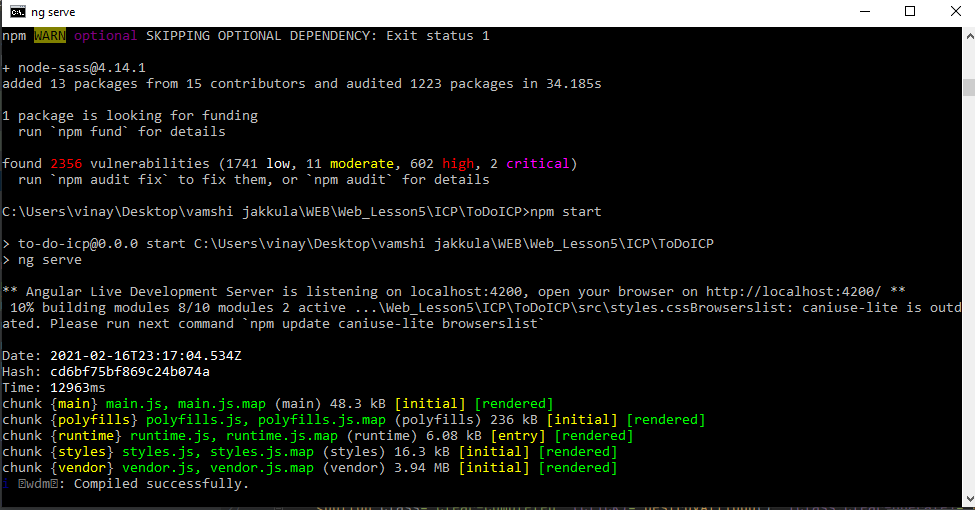 ng serve
npm WARN optional SKIPPING OPTIONAL DEPENDENCY: Exit status 1
+ node-sass@4.14.1
added 13 packages from 15 contributors and audited 1223 packages in 34.185s
1 package is looking for funding
  run `npm fund` for details
found 2356 vulnerabilities (1741 low, 11 moderate, 602 high, 2 critical)
  run `npm audit fix` to fix them, or `npm audit` for details
C:\Users\vinay\Desktop\vamshi jakkula\WEB\Web_Lesson5\ICP\ToDoICP>npm start
> to-do-icp@0.0.0 start C:\Users\vinay\Desktop\vamshi jakkula\WEB\Web_Lesson5\ICP\ToDoICP
> ng serve
** Angular Live Development Server is listening on localhost:4200, open your browser on http://localhost:4200/ **
 10% building modules 8/10 modules 2 active ...\Web_Lesson5\ICP\ToDoICP\src\styles.cssBrowserslist: caniuse-lite is outd
ated. Please run next command `npm update caniuse-lite browserslist`
Date: 2021-02-16T23:17:04.534Z
Hash: cd6bf75bf869c24b074a
Time: 12963ms
chunk {main} main.js, main.js.map (main) 48.3 kB [initial] [rendered]
chunk {polyfills} polyfills.js, polyfills.js.map (polyfills) 236 kB [initial] [rendered]
chunk {runtime} runtime.js, runtime.js.map (runtime) 6.08 kB [entry] [rendered]
chunk {styles} styles.js, styles.js.map (styles) 16.3 kB [initial] [rendered]
chunk {vendor} vendor.js, vendor.js.map (vendor) 3.94 MB [initial] [rendered]
i wdm: Compiled successfully.